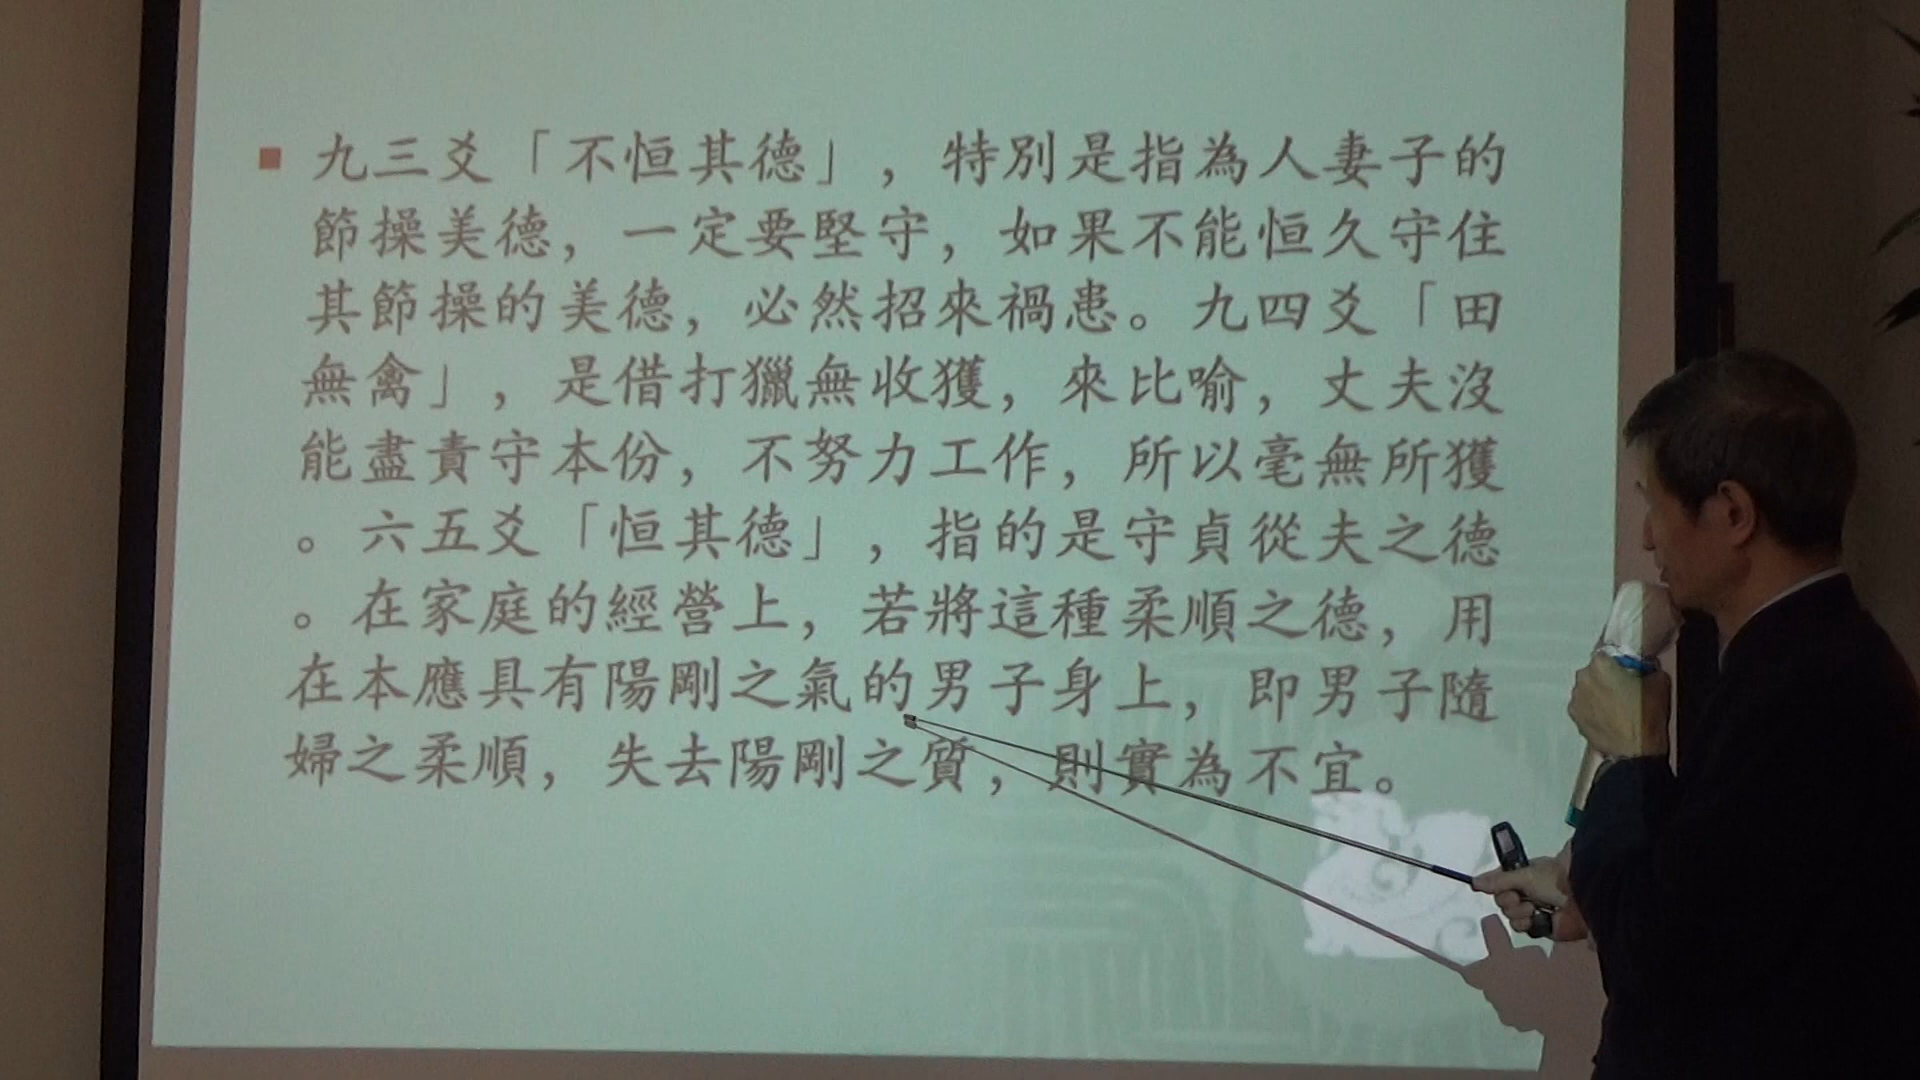 九三爻「不恒其德」，特別是指為人妻子的
節操美德，一定要堅守，如果不能恒久守住
其節操的美德，必然招來禍患。九四爻「田
無禽」，是借打獵無收獲，來比喻，丈夫沒
能盡責守本份，不努力工作，所以毫無所獲
。六五爻「恒其德」，指的是守貞從夫之德
。在家庭的經營上，若將這種柔順之德，用
在本應具有陽剛之氣的男子身上，即男子隨
婦之柔順，失去陽剛之質，則實為不宜。